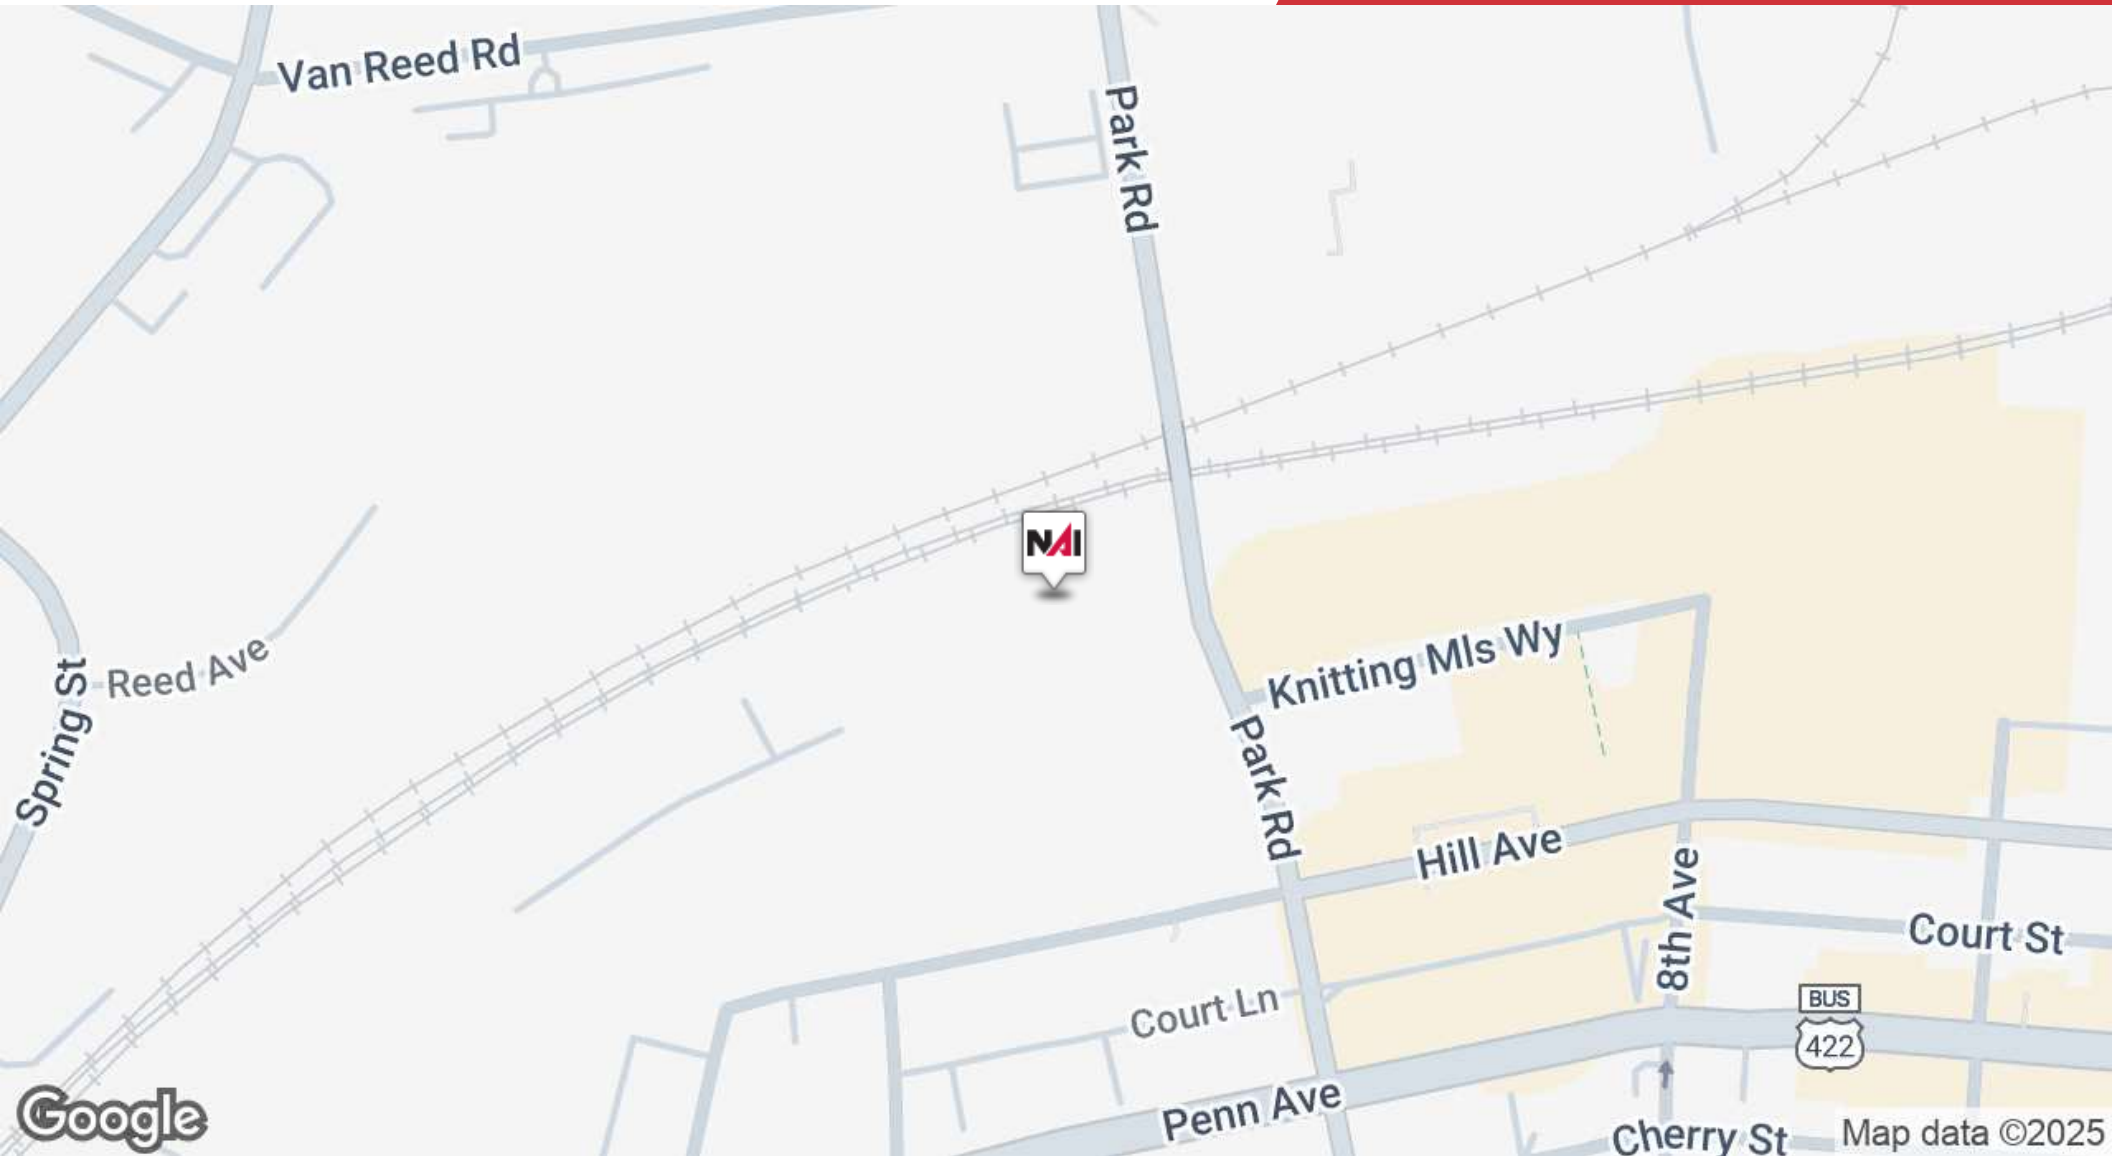 Van Reed Rd
Park Rd
NAI
Knitting Mls Wy
Reed Ave
Spring St
Park Rd
Hill Ave
8th Ave
Court St
Court Ln
BUS
422
Penn Ave
Cherry St
Google
Map data ©2025